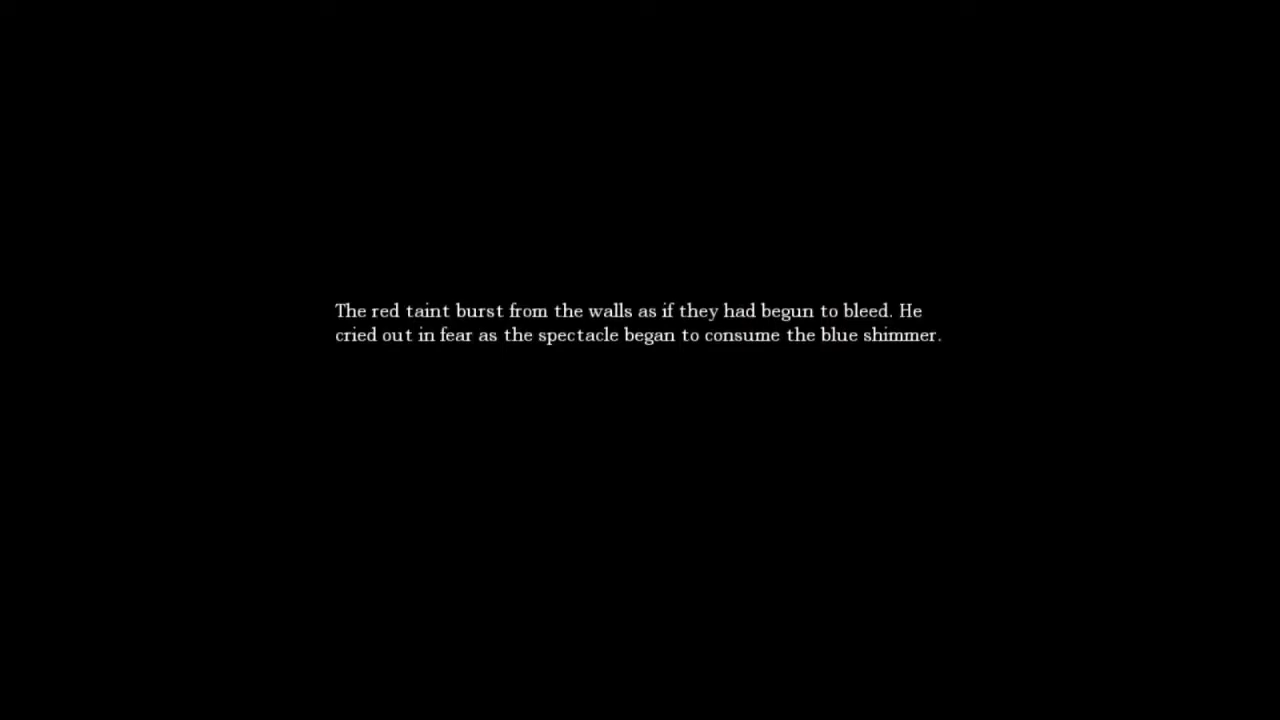 The red taint burst from the walls as if they had begun to bleed. He
cried out in fear as the spectacle began to consume the blue shimmer.